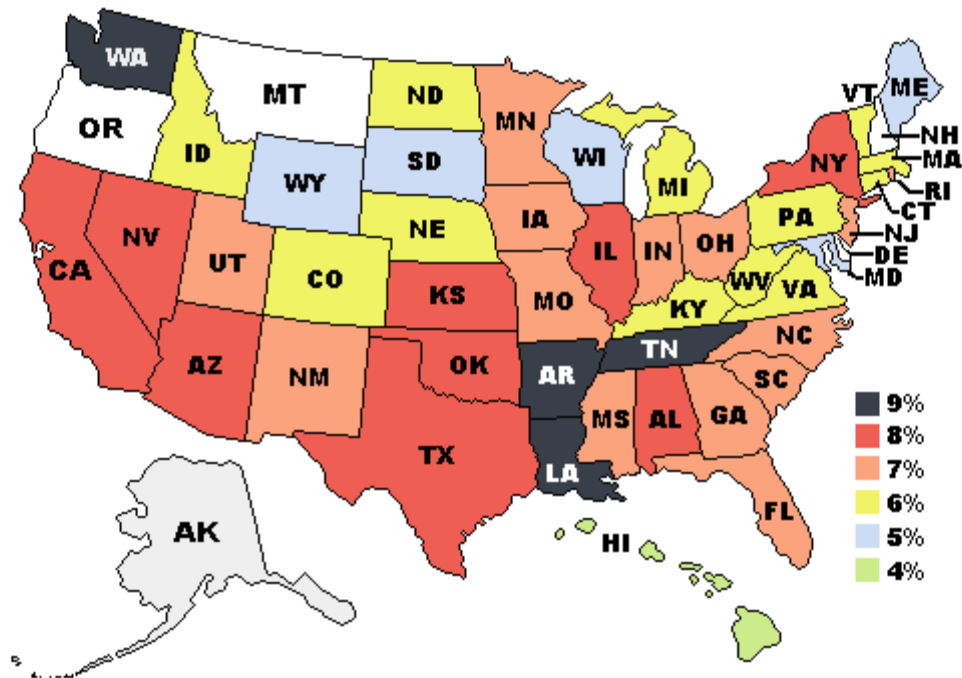 WA
MT
ND
MN
VT
ME
OR
ID
WY
SD
WI
MI
NY
NH
MA
RI
CT
NJ
DE
MD
NV
UT
CO
NE
IA
IL
IN
OH
PA
CA
KS
MO
KY
WV
VA
AZ
NM
OK
AR
TN
NC
SC
TX
LA
MS
AL
GA
FL
AK
HI
9%
8%
7%
6%
5%
4%